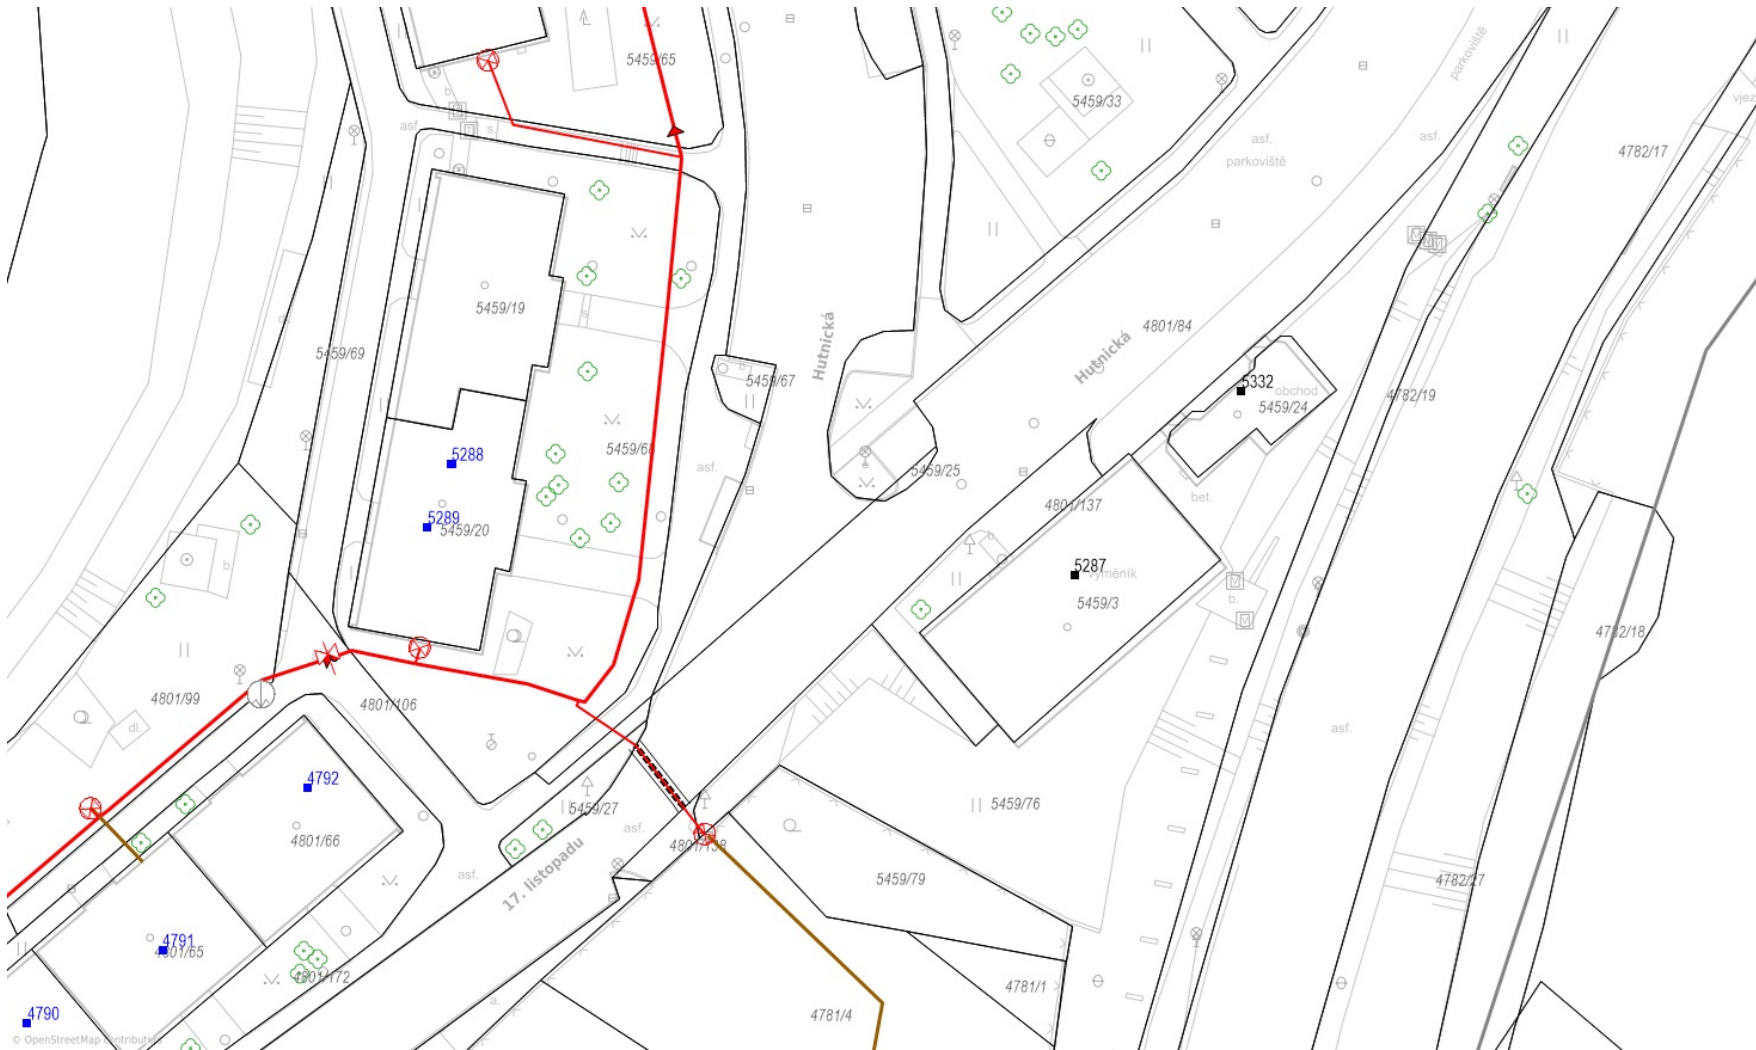 5459/65
b
5459/33
parkoviště
vjez
asf.
s.
asf.
asf.
parkoviště
4782/17
5459/19
s
Hutnická
4801/84
5459/69
Hutnická
5459/67
b
5332
obchod
5459/24
4782/19
5288
5459/68
asf.
5459/25
bet.
4801/137
5289
5459/20
b
5287
výměník
5459/3
b.
4782/18
4801/99
4801/106
dl.
asf.
4792
5459/27
asf.
5459/76
4801/66
4801/138
asf.
17. listopadu
5459/79
4782/27
4791
4801/65
4801/172
a.
4781/1
4790
4781/4
© OpenStreetMap contributers